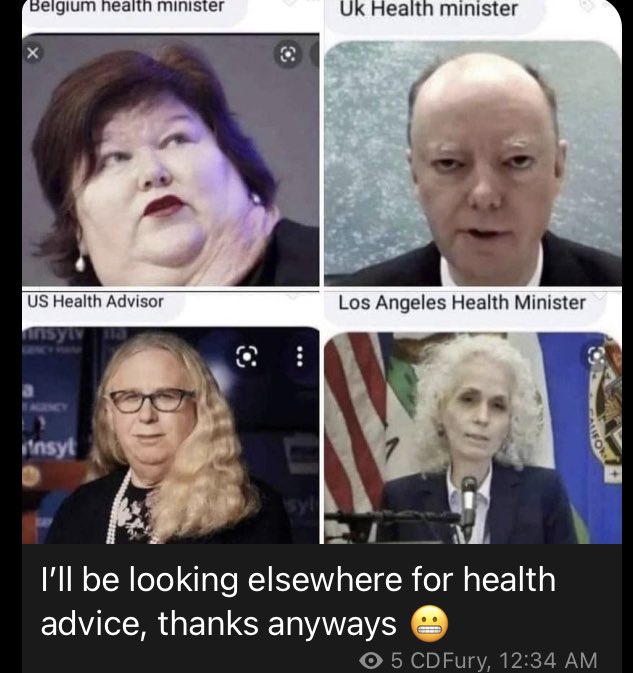 Belgium health minister
Uk Health minister
US Health Advisor
Los Angeles Health Minister
I'll be looking elsewhere for health
advice, thanks anyways 😬
5 CDFury, 12:34 AM